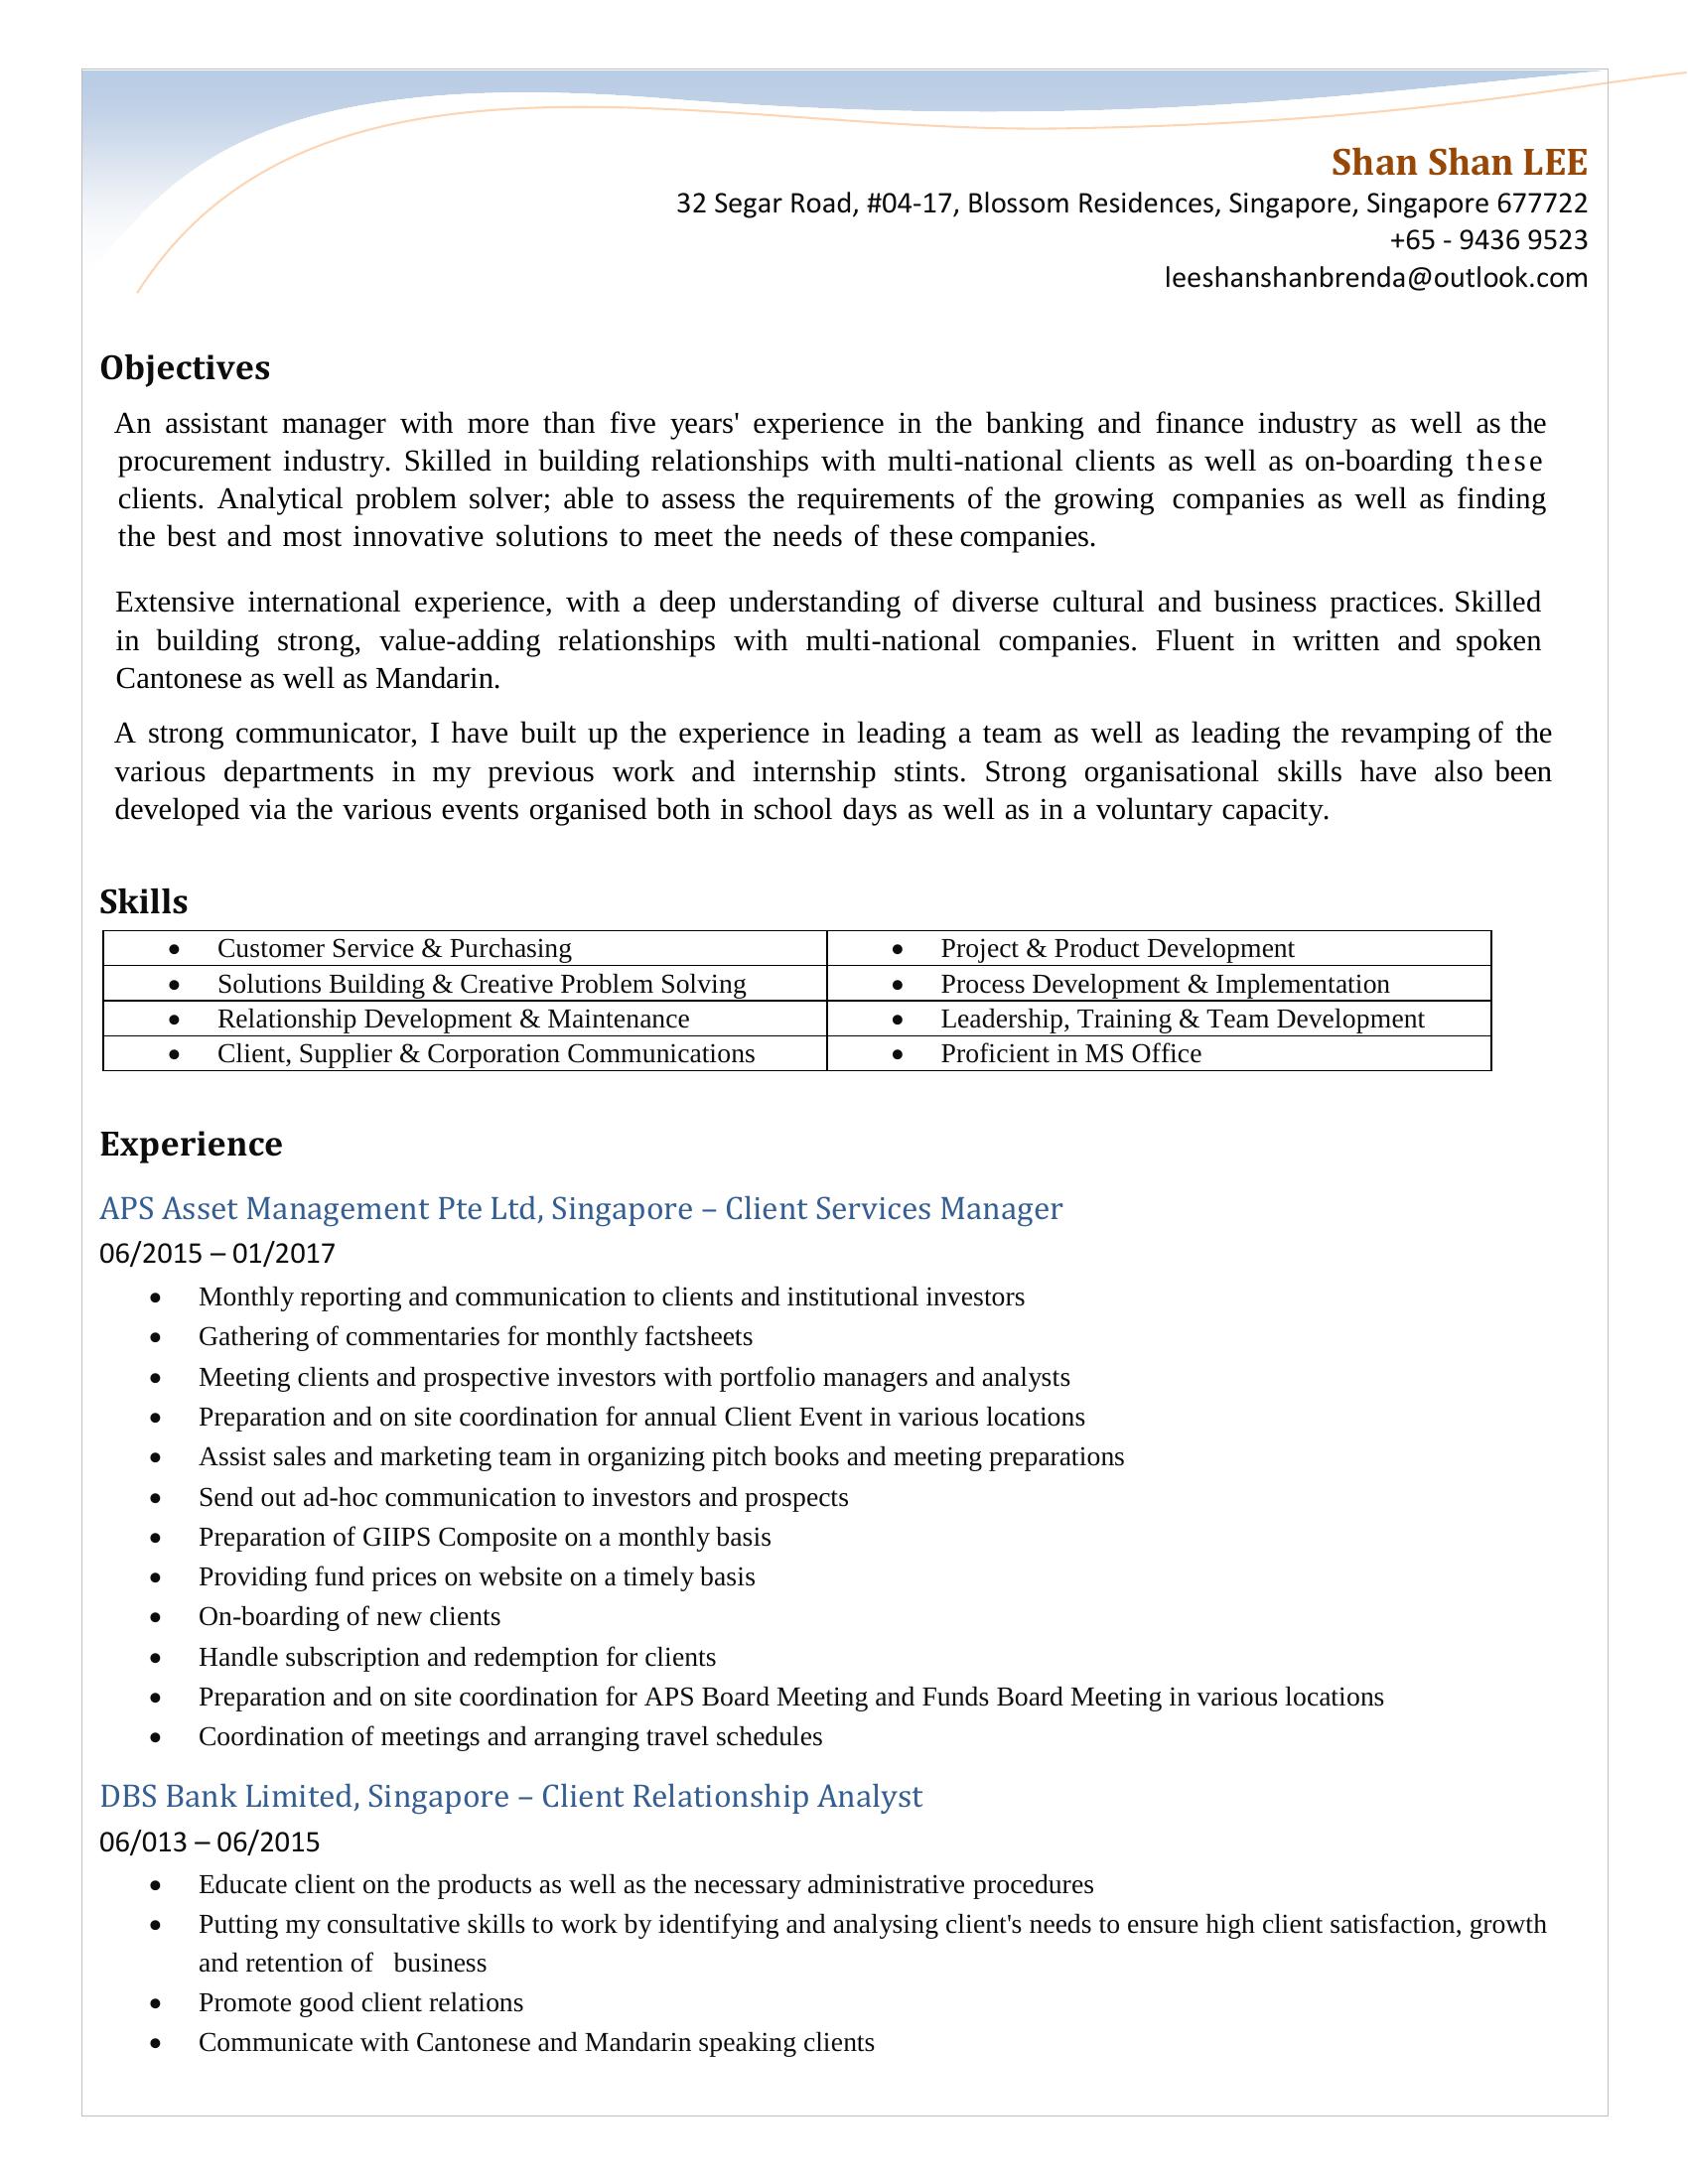 Shan Shan LEE
32 Segar Road, #04-17, Blossom Residences, Singapore, Singapore 677722
+65 - 9436 9523
leeshanshanbrenda@outlook.com
Objectives
An assistant manager with more than five years' experience in the banking and finance industry as well as the
procurement industry. Skilled in building relationships with multi-national clients as well as on-boarding these
clients. Analytical problem solver; able to assess the requirements of the growing companies as well as finding
the best and most innovative solutions to meet the needs of these companies.
Extensive international experience, with a deep understanding of diverse cultural and business practices. Skilled
in building strong, value-adding relationships with multi-national companies. Fluent in written and spoken
Cantonese as well as Mandarin.
A strong communicator, I have built up the experience in leading a team as well as leading the revamping of the
various departments in my previous work and internship stints. Strong organisational skills have also been
developed via the various events organised both in school days as well as in a voluntary capacity.
Skills
• Customer Service & Purchasing • Project & Product Development
• Solutions Building & Creative Problem Solving • Process Development & Implementation
• Relationship Development & Maintenance • Leadership, Training & Team Development
• Client, Supplier & Corporation Communications • Proficient in MS Office
Experience
APS Asset Management Pte Ltd, Singapore – Client Services Manager
06/2015 – 01/2017
• Monthly reporting and communication to clients and institutional investors
• Gathering of commentaries for monthly factsheets
• Meeting clients and prospective investors with portfolio managers and analysts
• Preparation and on site coordination for annual Client Event in various locations
• Assist sales and marketing team in organizing pitch books and meeting preparations
• Send out ad-hoc communication to investors and prospects
• Preparation of GIIPS Composite on a monthly basis
• Providing fund prices on website on a timely basis
• On-boarding of new clients
• Handle subscription and redemption for clients
• Preparation and on site coordination for APS Board Meeting and Funds Board Meeting in various locations
• Coordination of meetings and arranging travel schedules
DBS Bank Limited, Singapore – Client Relationship Analyst
06/013 – 06/2015
• Educate client on the products as well as the necessary administrative procedures
• Putting my consultative skills to work by identifying and analysing client's needs to ensure high client satisfaction, growth
and retention of business
• Promote good client relations
• Communicate with Cantonese and Mandarin speaking clients